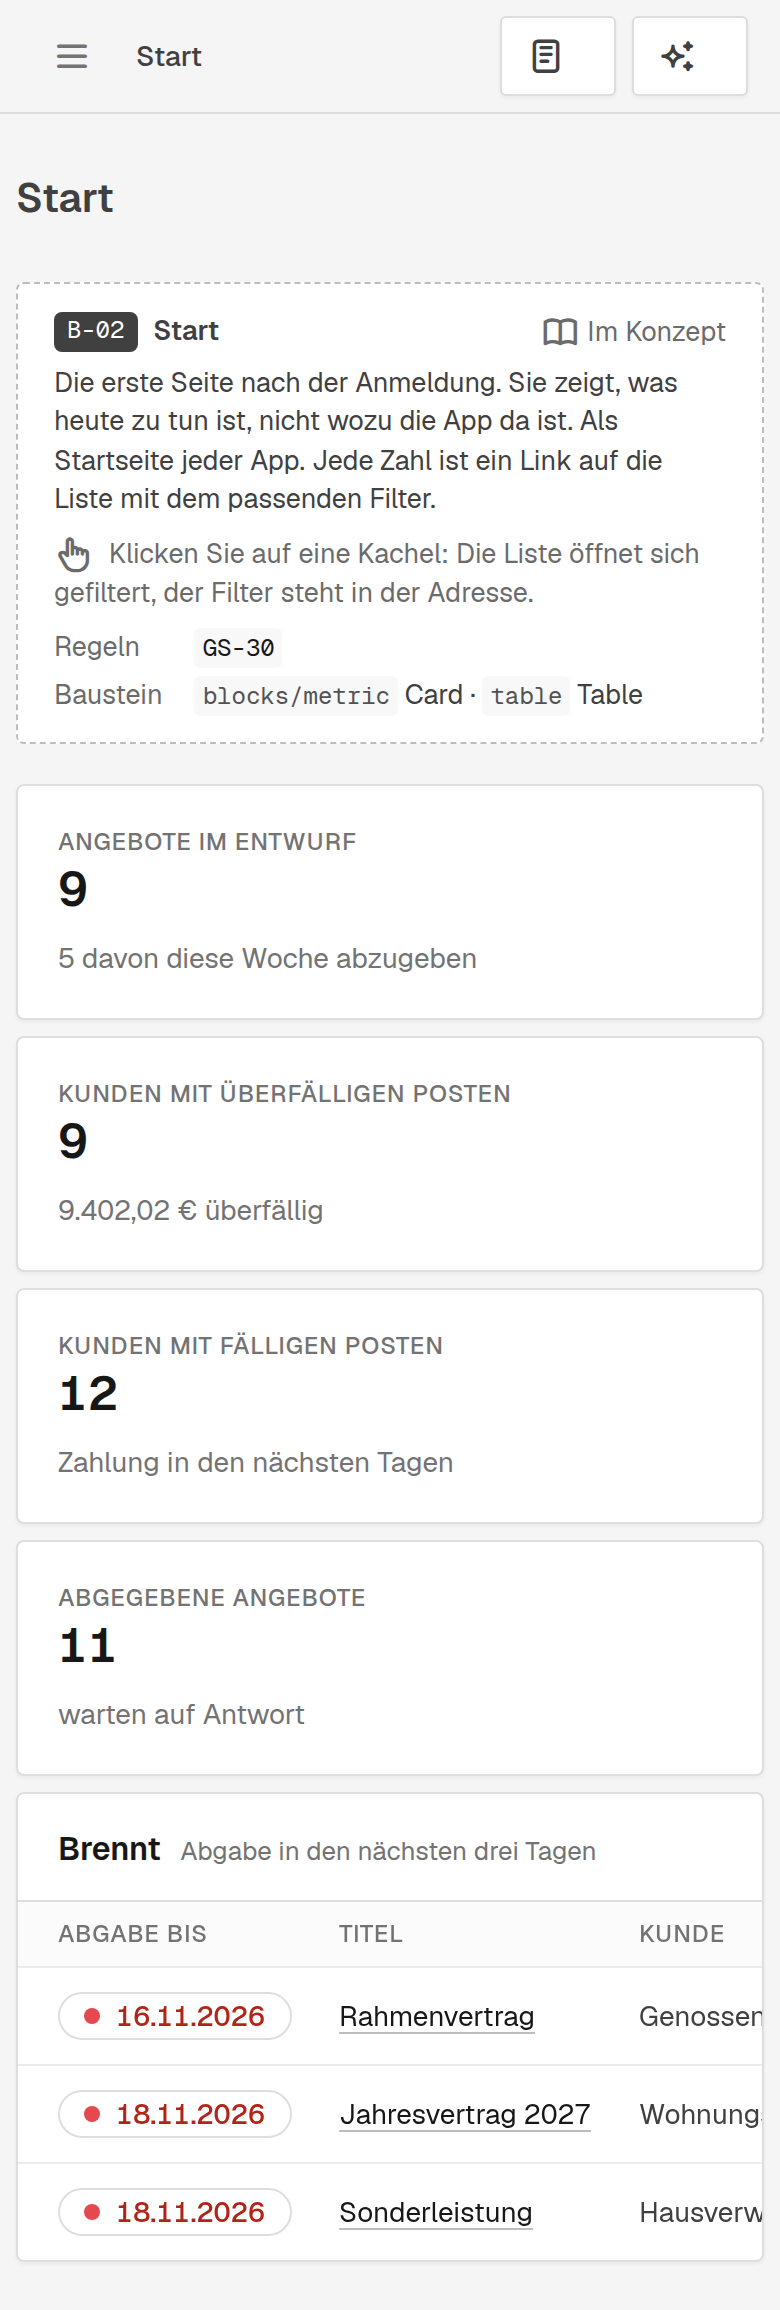 Start
Start
B-02 Start Im Konzept
Die erste Seite nach der Anmeldung. Sie zeigt, was
heute zu tun ist, nicht wozu die App da ist. Als
Startseite jeder App. Jede Zahl ist ein Link auf die
Liste mit dem passenden Filter.
Klicken Sie auf eine Kachel: Die Liste öffnet sich
gefiltert, der Filter steht in der Adresse.
Regeln GS-30
Baustein blocks/metric Card · table Table
ANGEBOTE IM ENTWURF
9
5 davon diese Woche abzugeben
KUNDEN MIT ÜBERFÄLLIGEN POSTEN
9
9.402,02 € überfällig
KUNDEN MIT FÄLLIGEN POSTEN
12
Zahlung in den nächsten Tagen
ABGEGEBENE ANGEBOTE
11
warten auf Antwort
Brennt Abgabe in den nächsten drei Tagen
ABGABE BIS TITEL KUNDE
16.11.2026 Rahmenvertrag Genossen
18.11.2026 Jahresvertrag 2027 Wohnung
18.11.2026 Sonderleistung Hausverw